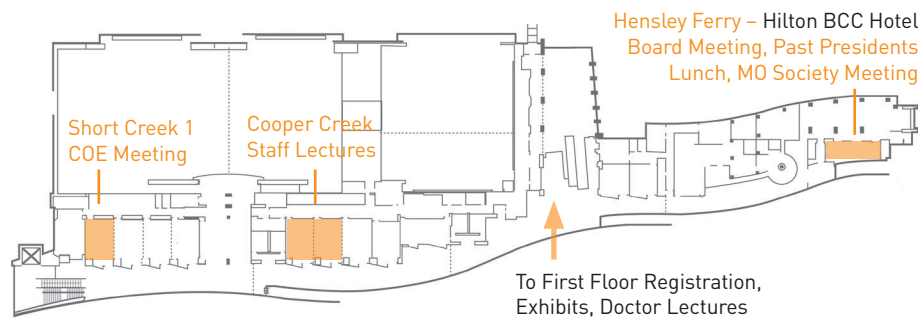 Hensley Ferry – Hilton BCC Hotel
Board Meeting, Past Presidents
Lunch, MO Society Meeting
Short Creek 1
COE Meeting
Cooper Creek
Staff Lectures
To First Floor Registration,
Exhibits, Doctor Lectures